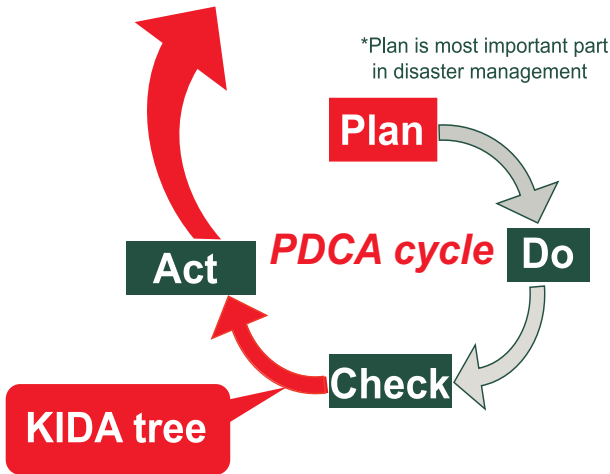 *Plan is most important part
in disaster management
Plan
PDCA cycle
Do
Act
Check
KIDA tree